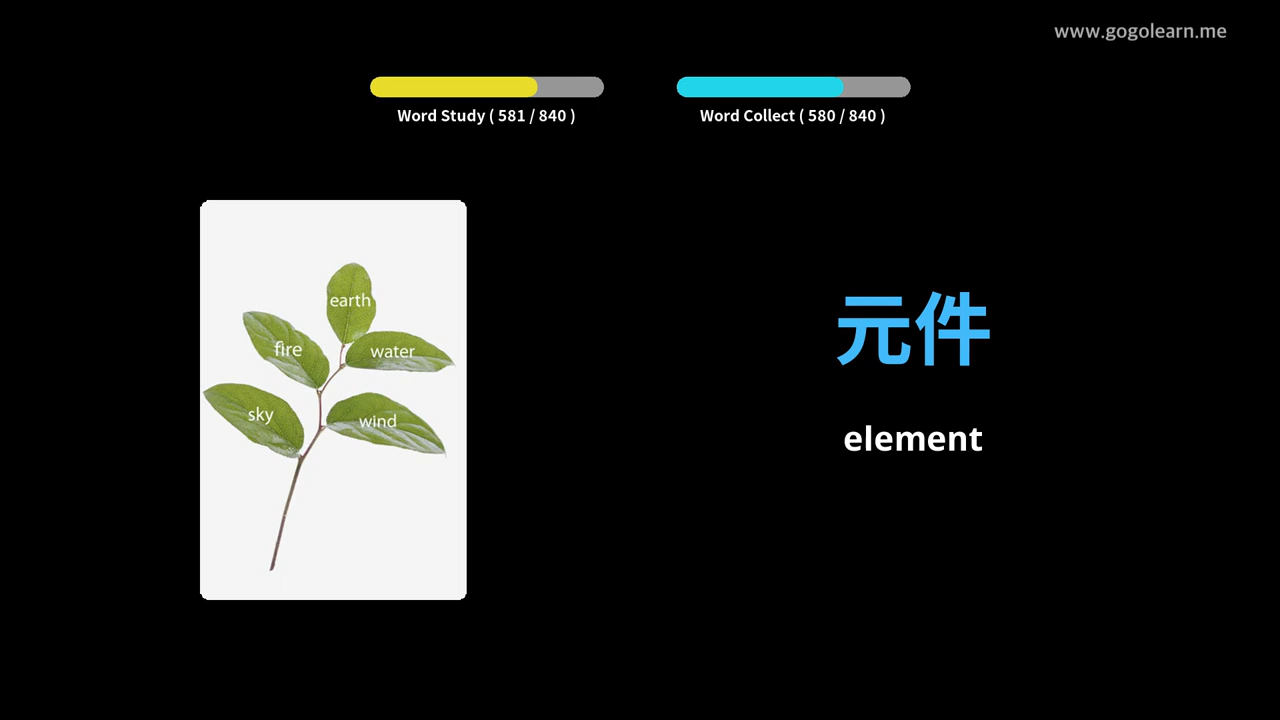 www.gogolearn.me
Word Study ( 581 / 840 )
Word Collect ( 580 / 840 )
earth
fire
water
sky
wind
元件
element